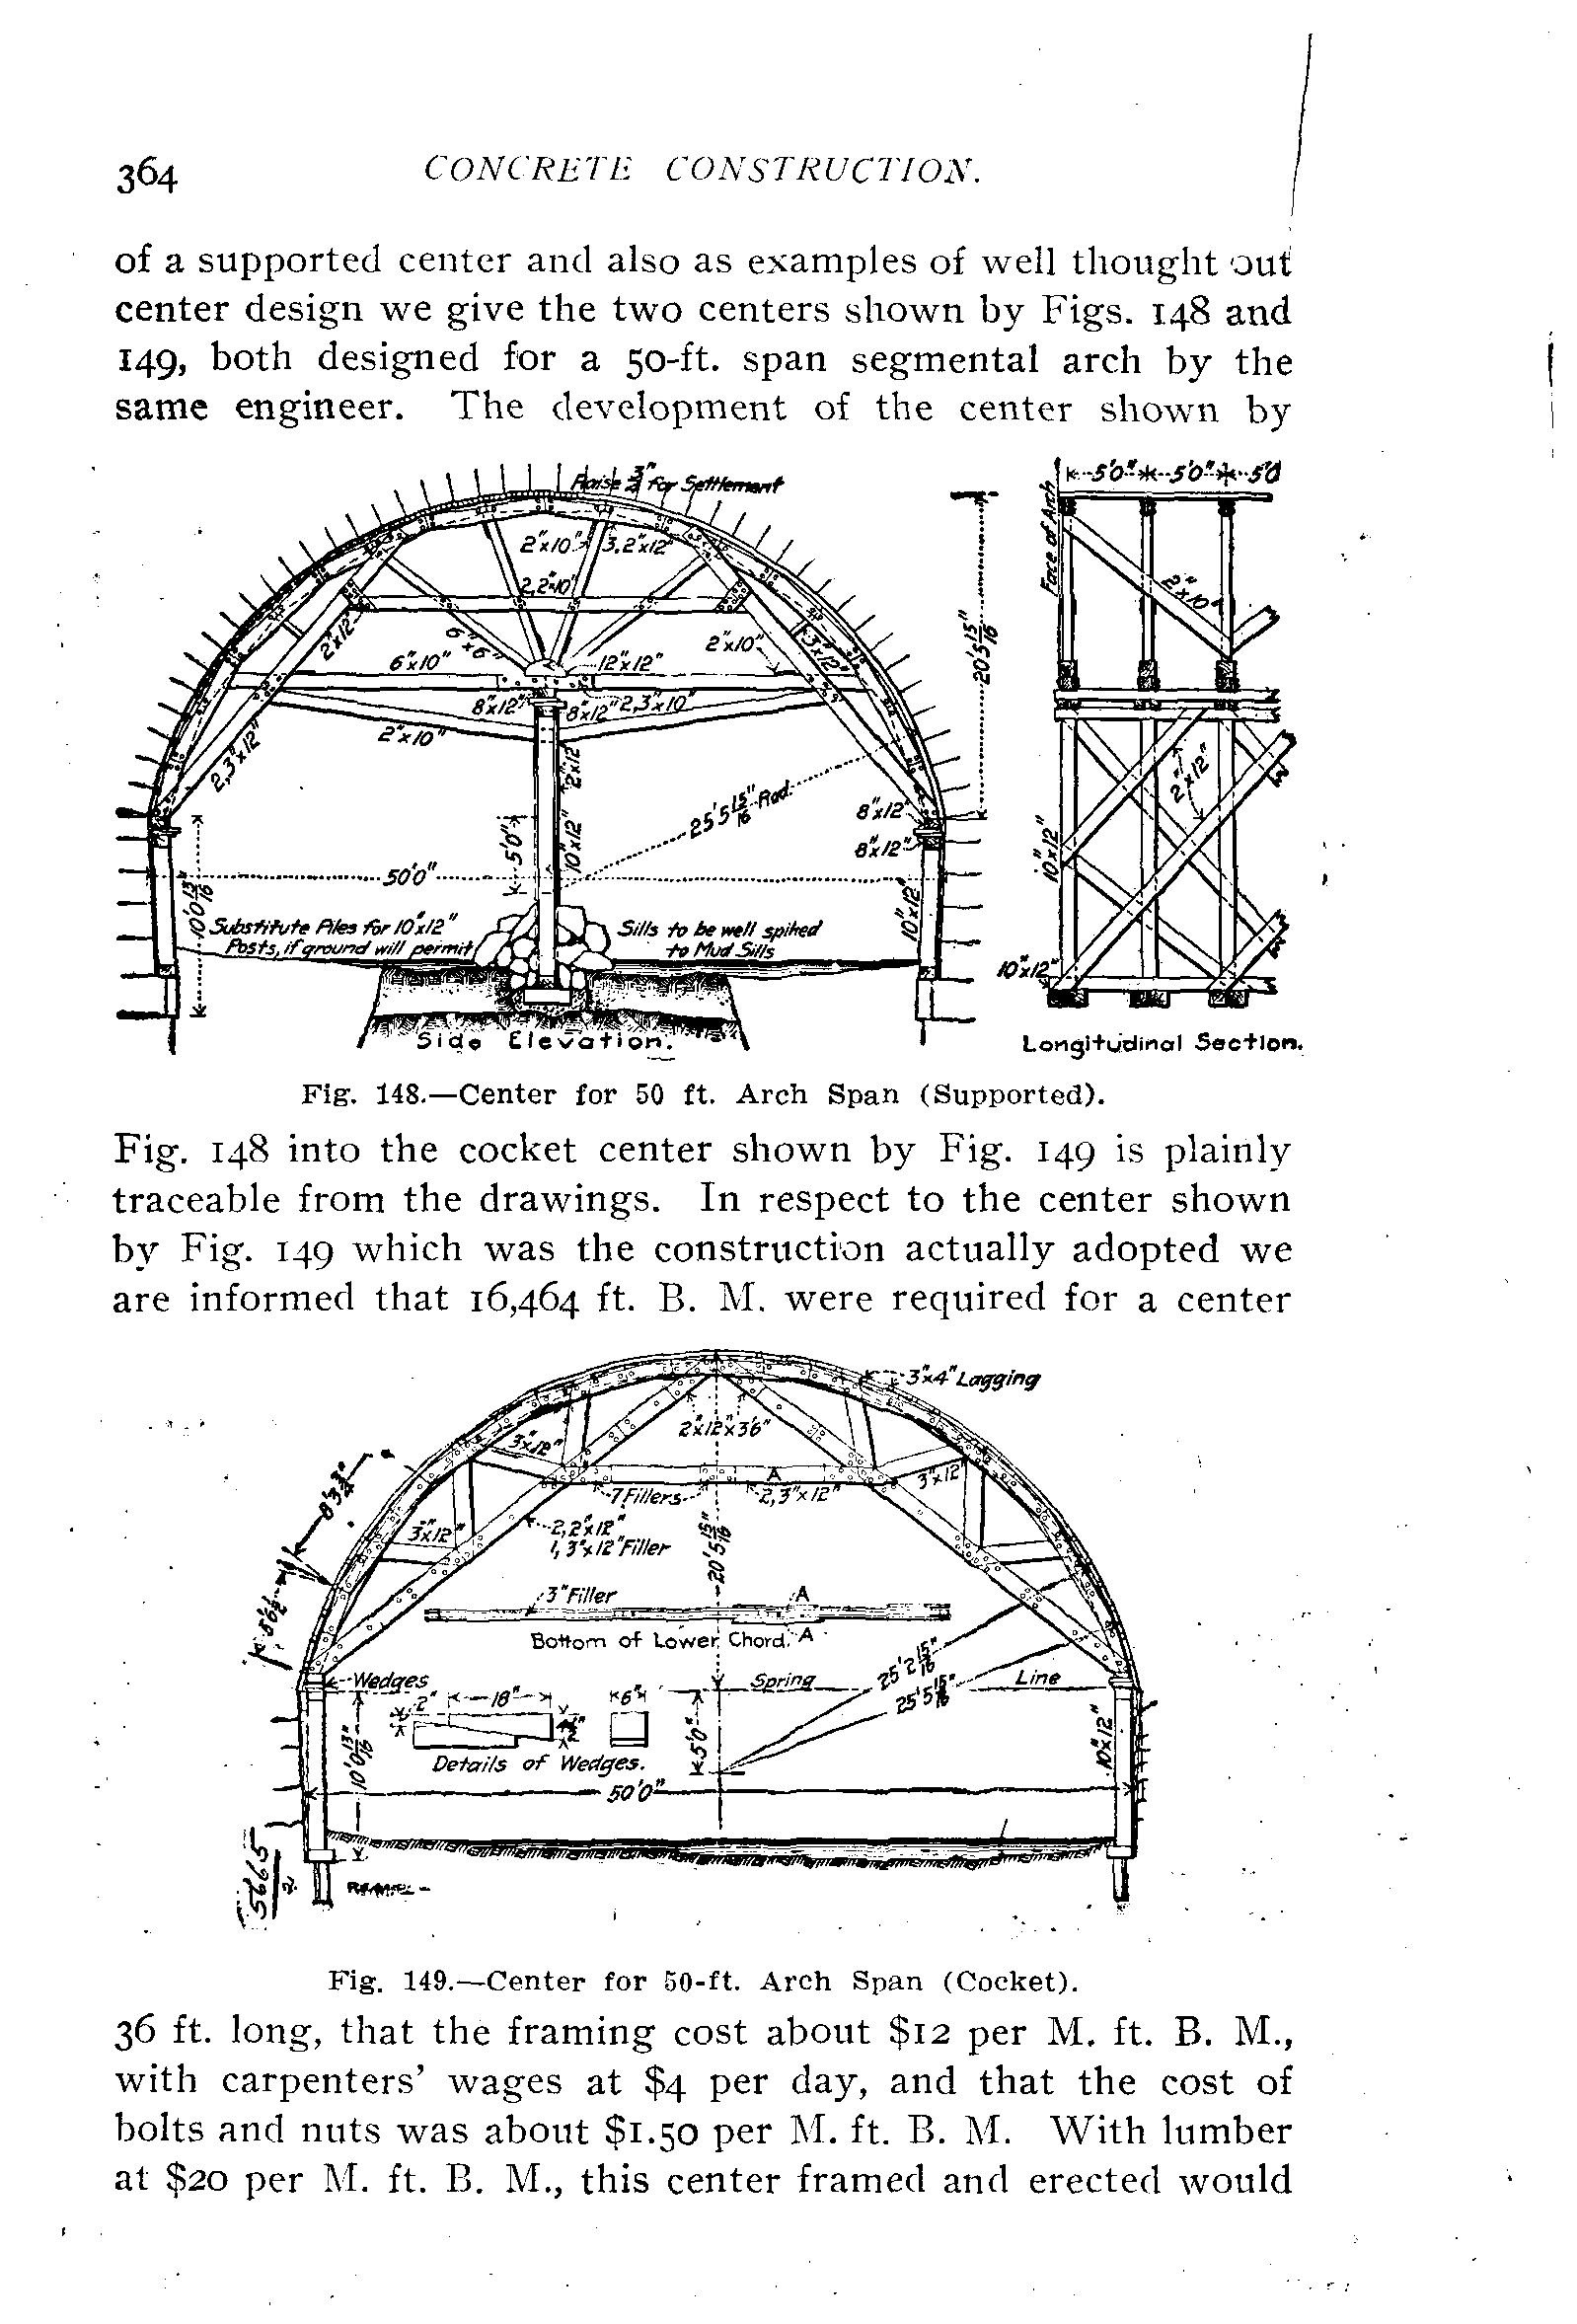 364 CONCRETE CONSTRUCTION.
of a supported center and also as examples of well thought out
center design we give the two centers shown by Figs. 148 and
149, both designed for a 50-ft. span segmental arch by the
same engineer. The development of the center shown by
Raise 3/4" for Settlement
2"x10" 3,2"x12"
2,2"x10"
2"x12"
6"x6"
6"x10"
12"x12"
2"x10"
3"x12"
8"x12"
8"x12" 2,3"x10"
2"x10"
2,3"x12"
2"x12"
10"x12"
5'0"
25'5 15/16" Rad.
8"x12"
8"x12"
20'5 15/16"
50'0"
10'0 13/16"
10"x12"
Substitute Piles for 10"x12"
Posts, if ground will permit
Sills to be well spiked
to Mud Sills
Side Elevation.
5'0" 5'0" 5'0
Face of Arch
2"x10"
2"x12"
10"x12"
10"x12"
Longitudinal Section.
Fig. 148.—Center for 50 ft. Arch Span (Supported).
Fig. 148 into the cocket center shown by Fig. 149 is plainly
traceable from the drawings. In respect to the center shown
by Fig. 149 which was the construction actually adopted we
are informed that 16,464 ft. B. M. were required for a center
3"x4" Lagging
2"x12"x3'6"
3"x12"
A
3"x12"
7 Fillers
2,3"x12"
8'3 3/4"
3"x12"
2,2"x12"
1,3"x12" Filler
20'5 15/16"
5'6 1/2"
3" Filler
A
Bottom of Lower Chord. A
Wedges
Spring Line
25'2 15/16"
25'5 15/16"
2" 18" 6"
Details of Wedges.
5'0"
10'0 13/16"
10"x12"
50'0"
5665
2
Fig. 149.—Center for 50-ft. Arch Span (Cocket).
36 ft. long, that the framing cost about $12 per M. ft. B. M.,
with carpenters' wages at $4 per day, and that the cost of
bolts and nuts was about $1.50 per M. ft. B. M. With lumber
at $20 per M. ft. B. M., this center framed and erected would